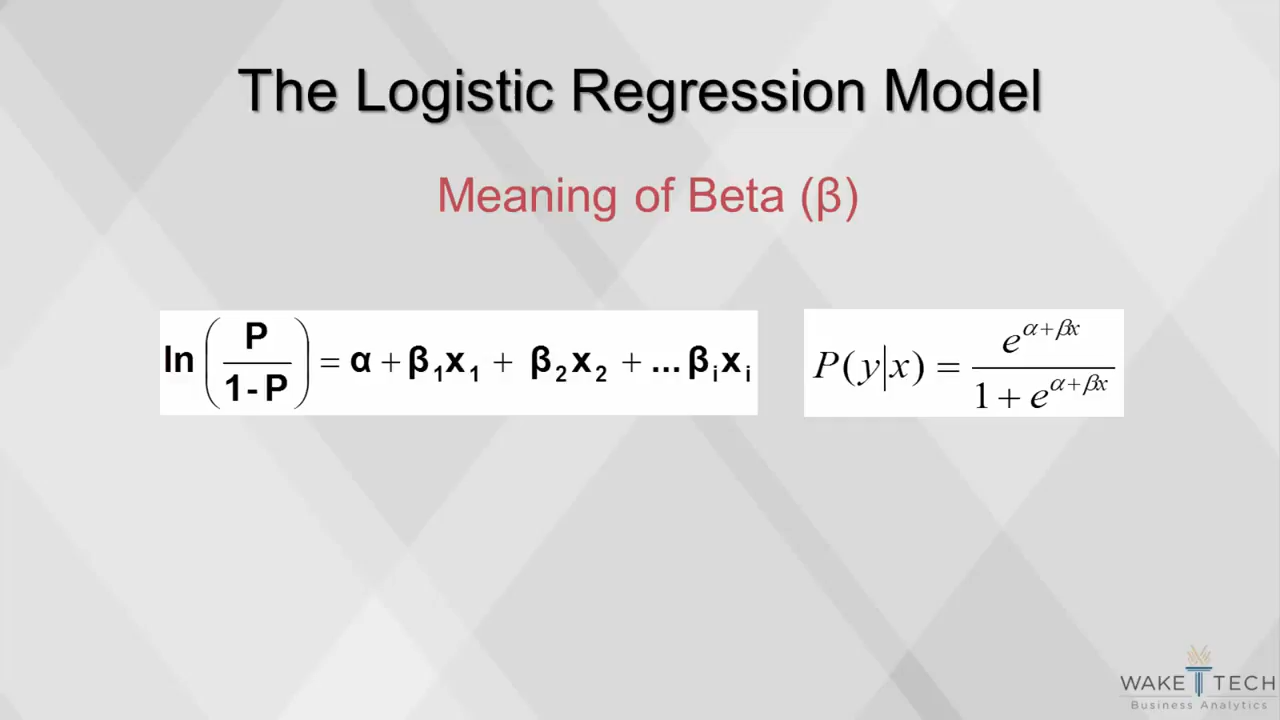 The Logistic Regression Model
Meaning of Beta (β)
ln(P/1-P) = α + β₁x₁ + β₂x₂ + ...βᵢxᵢ
P(y|x) = e^(α+βx)/1 + e^(α+βx)
WAKE TECH
Business Analytics